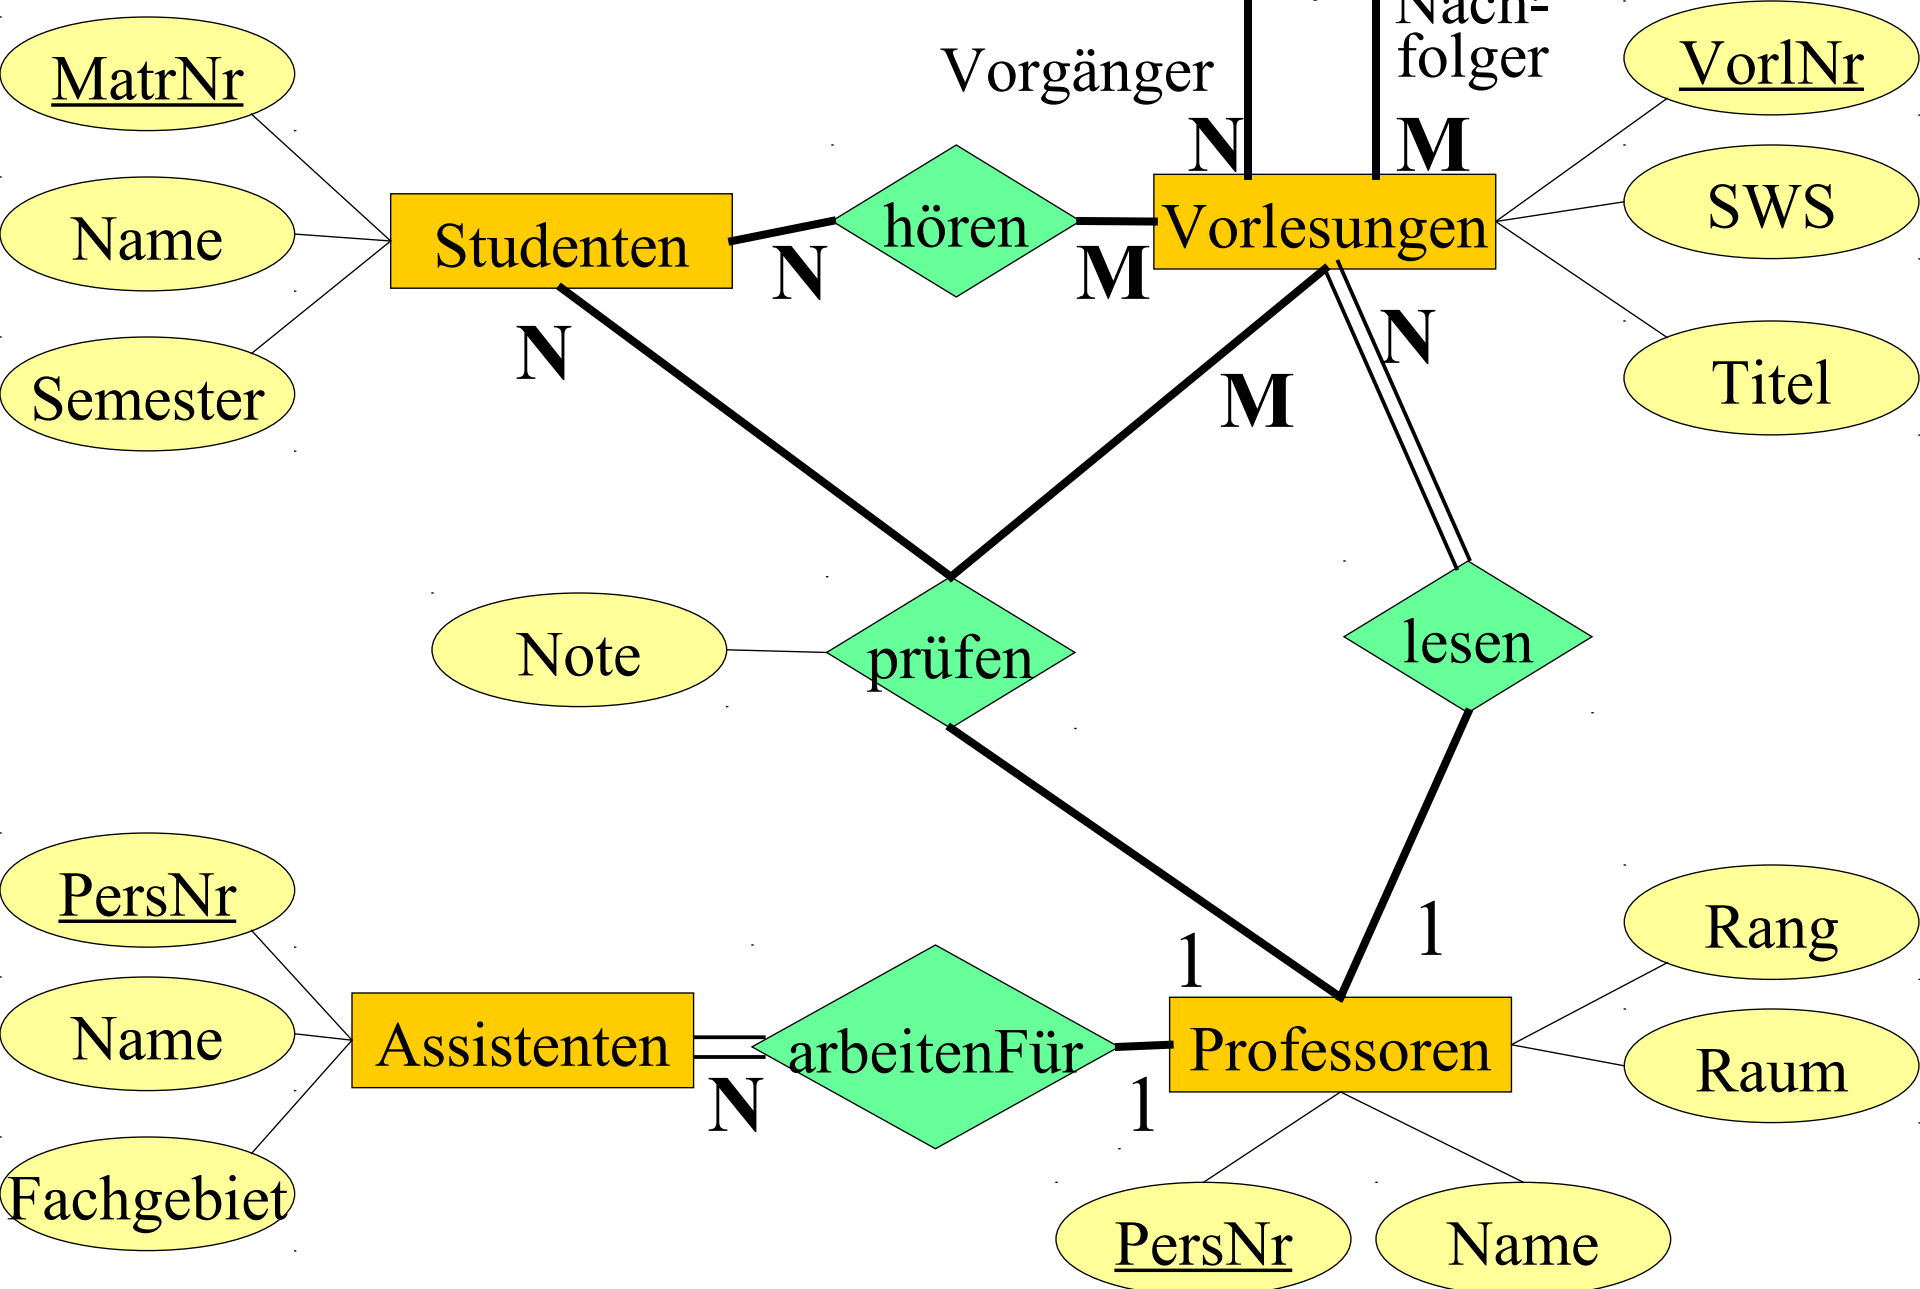 Nach-
folger
Vorgänger
MatrNr
VorlNr
N
M
Name
Studenten
hören
Vorlesungen
SWS
N
M
N
N
M
Semester
Titel
Note
prüfen
lesen
PersNr
1
1
Rang
Name
Assistenten
arbeitenFür
Professoren
Raum
N
1
Fachgebiet
PersNr
Name